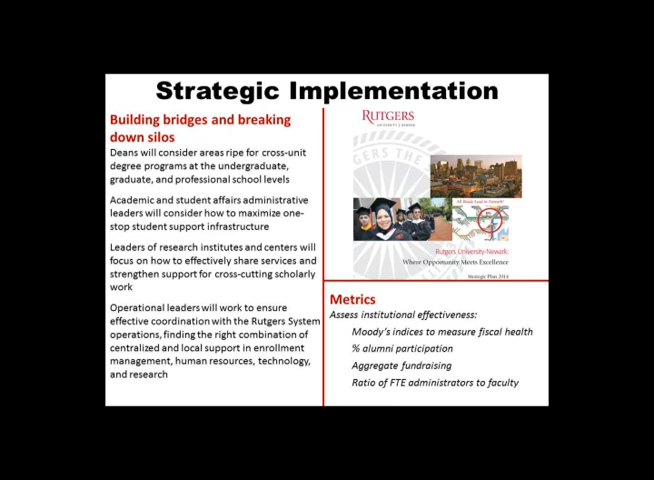 Strategic Implementation
Building bridges and breaking
down silos
Deans will consider areas ripe for cross-unit
degree programs at the undergraduate,
graduate, and professional school levels
Academic and student affairs administrative
leaders will consider how to maximize one-
stop student support infrastructure
Leaders of research institutes and centers will
focus on how to effectively share services and
strengthen support for cross-cutting scholarly
work
Operational leaders will work to ensure
effective coordination with the Rutgers System
operations, finding the right combination of
centralized and local support in enrollment
management, human resources, technology,
and research
RUTGERS
GERS THE
All Roads Lead to Newark!
Rutgers University-Newark:
Where Opportunity Meets Excellence
Strategic Plan 2014
Metrics
Assess institutional effectiveness:
Moody's indices to measure fiscal health
% alumni participation
Aggregate fundraising
Ratio of FTE administrators to faculty